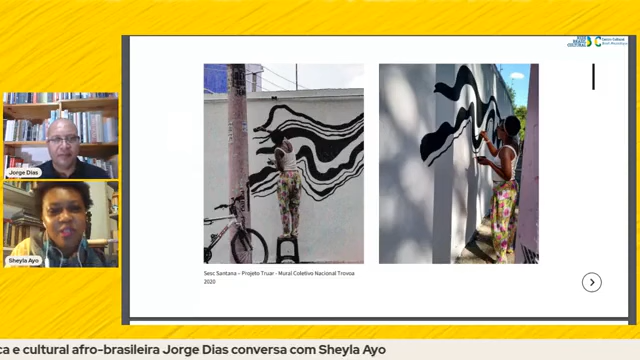 Jorge Dias
Sheyla Ayo
Sesc Santana – Projeto Truar - Mural Coletivo Nacional Trovoa
2020
ca e cultural afro-brasileira Jorge Dias conversa com Sheyla Ayo